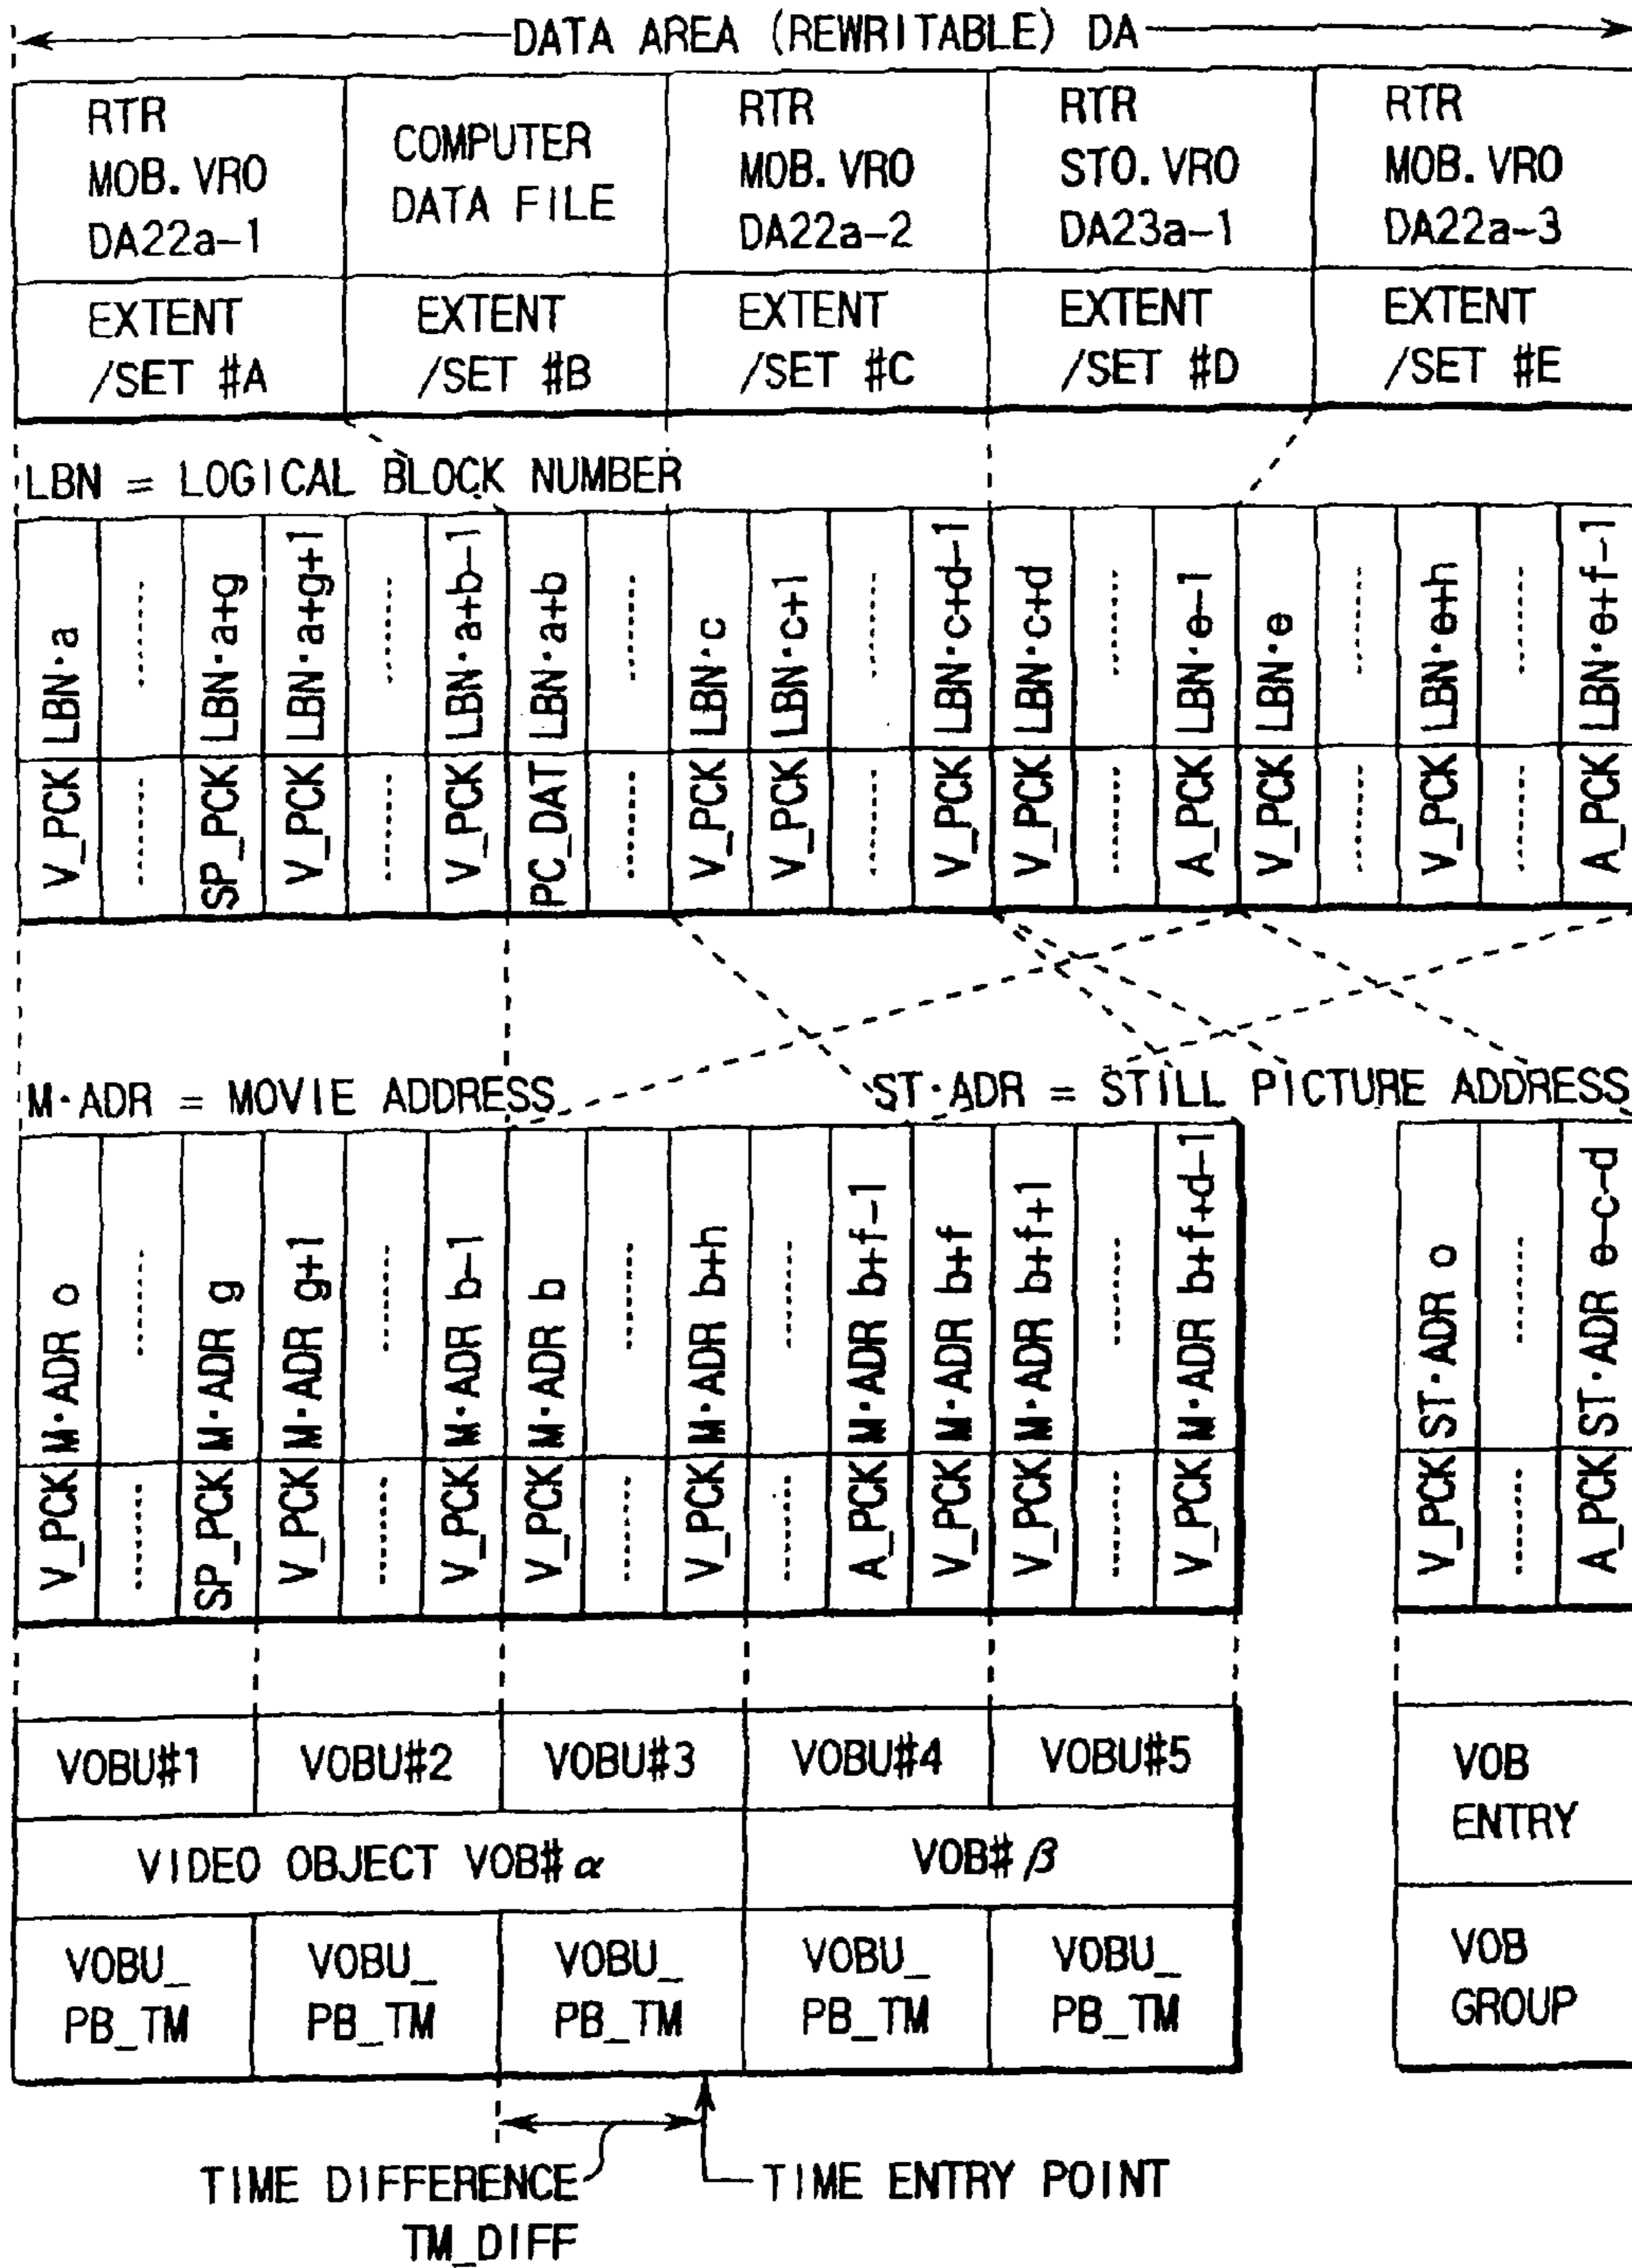 DATA AREA (REWRITABLE) DA
RTR
MOB. VRO
DA22a-1
COMPUTER
DATA FILE
RTR
MOB. VRO
DA22a-2
RTR
STO. VRO
DA23a-1
RTR
MOB. VRO
DA22a-3
EXTENT
/SET #A
EXTENT
/SET #B
EXTENT
/SET #C
EXTENT
/SET #D
EXTENT
/SET #E
LBN = LOGICAL BLOCK NUMBER
LBN·a
LBN·a+g
LBN·a+g+1
LBN·a+b-1
LBN·a+b
LBN·c
LBN·c+1
LBN·c+d-1
LBN·c+d
LBN·e-1
LBN·e
LBN·e+h
LBN·e+f-1
V_PCK
SP_PCK
V_PCK
V_PCK
PC_DAT
V_PCK
V_PCK
V_PCK
V_PCK
A_PCK
V_PCK
V_PCK
A_PCK
M·ADR = MOVIE ADDRESS
ST·ADR = STILL PICTURE ADDRESS
M·ADR o
M·ADR g
M·ADR g+1
M·ADR b-1
M·ADR b
M·ADR b+h
M·ADR b+f-1
M·ADR b+f
M·ADR b+f+1
M·ADR b+f+d-1
ST·ADR o
ST·ADR e-c-d
V_PCK
SP_PCK
V_PCK
V_PCK
V_PCK
V_PCK
A_PCK
V_PCK
V_PCK
V_PCK
V_PCK
A_PCK
VOBU#1
VOBU#2
VOBU#3
VOBU#4
VOBU#5
VIDEO OBJECT VOB# α
VOB# β
VOBU_
PB_TM
VOBU_
PB_TM
VOBU_
PB_TM
VOBU_
PB_TM
VOBU_
PB_TM
VOB
ENTRY
VOB
GROUP
TIME DIFFERENCE
TM_DIFF
TIME ENTRY POINT